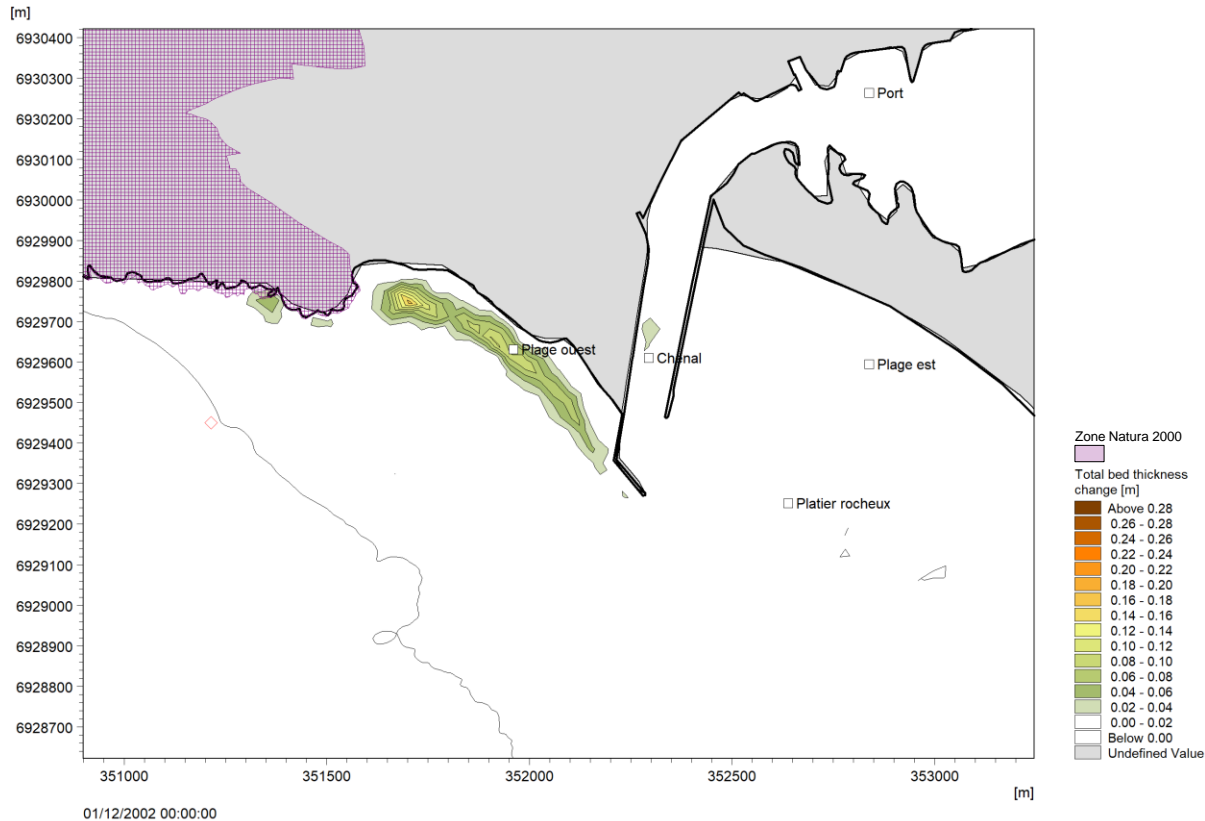 [m]
6930400
6930300
6930200
6930100
6930000
6929900
6929800
6929700
6929600
6929500
6929400
6929300
6929200
6929100
6929000
6928900
6928800
6928700
Port
Plage ouest
Chenal
Plage est
Platier rocheux
351000
351500
352000
352500
353000
[m]
01/12/2002 00:00:00
Zone Natura 2000
Total bed thickness
change [m]
Above 0.28
0.26 - 0.28
0.24 - 0.26
0.22 - 0.24
0.20 - 0.22
0.18 - 0.20
0.16 - 0.18
0.14 - 0.16
0.12 - 0.14
0.10 - 0.12
0.08 - 0.10
0.06 - 0.08
0.04 - 0.06
0.02 - 0.04
0.00 - 0.02
Below 0.00
Undefined Value